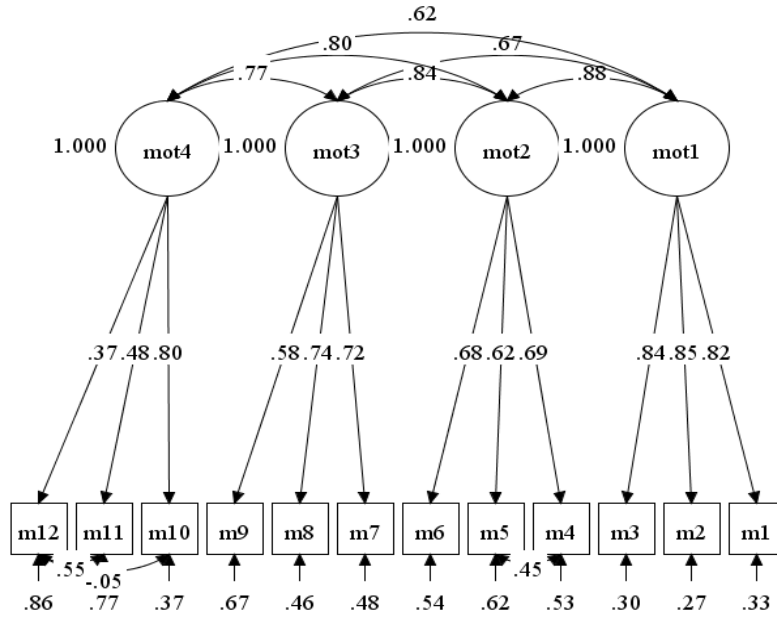 .62
.80 .67
.77 .84 .88
1.000 mot4 1.000 mot3 1.000 mot2 1.000 mot1
.37 .48 .80 .58 .74 .72 .68 .62 .69 .84 .85 .82
m12 m11 m10 m9 m8 m7 m6 m5 m4 m3 m2 m1
.55 -.05 .45
.86 .77 .37 .67 .46 .48 .54 .62 .53 .30 .27 .33